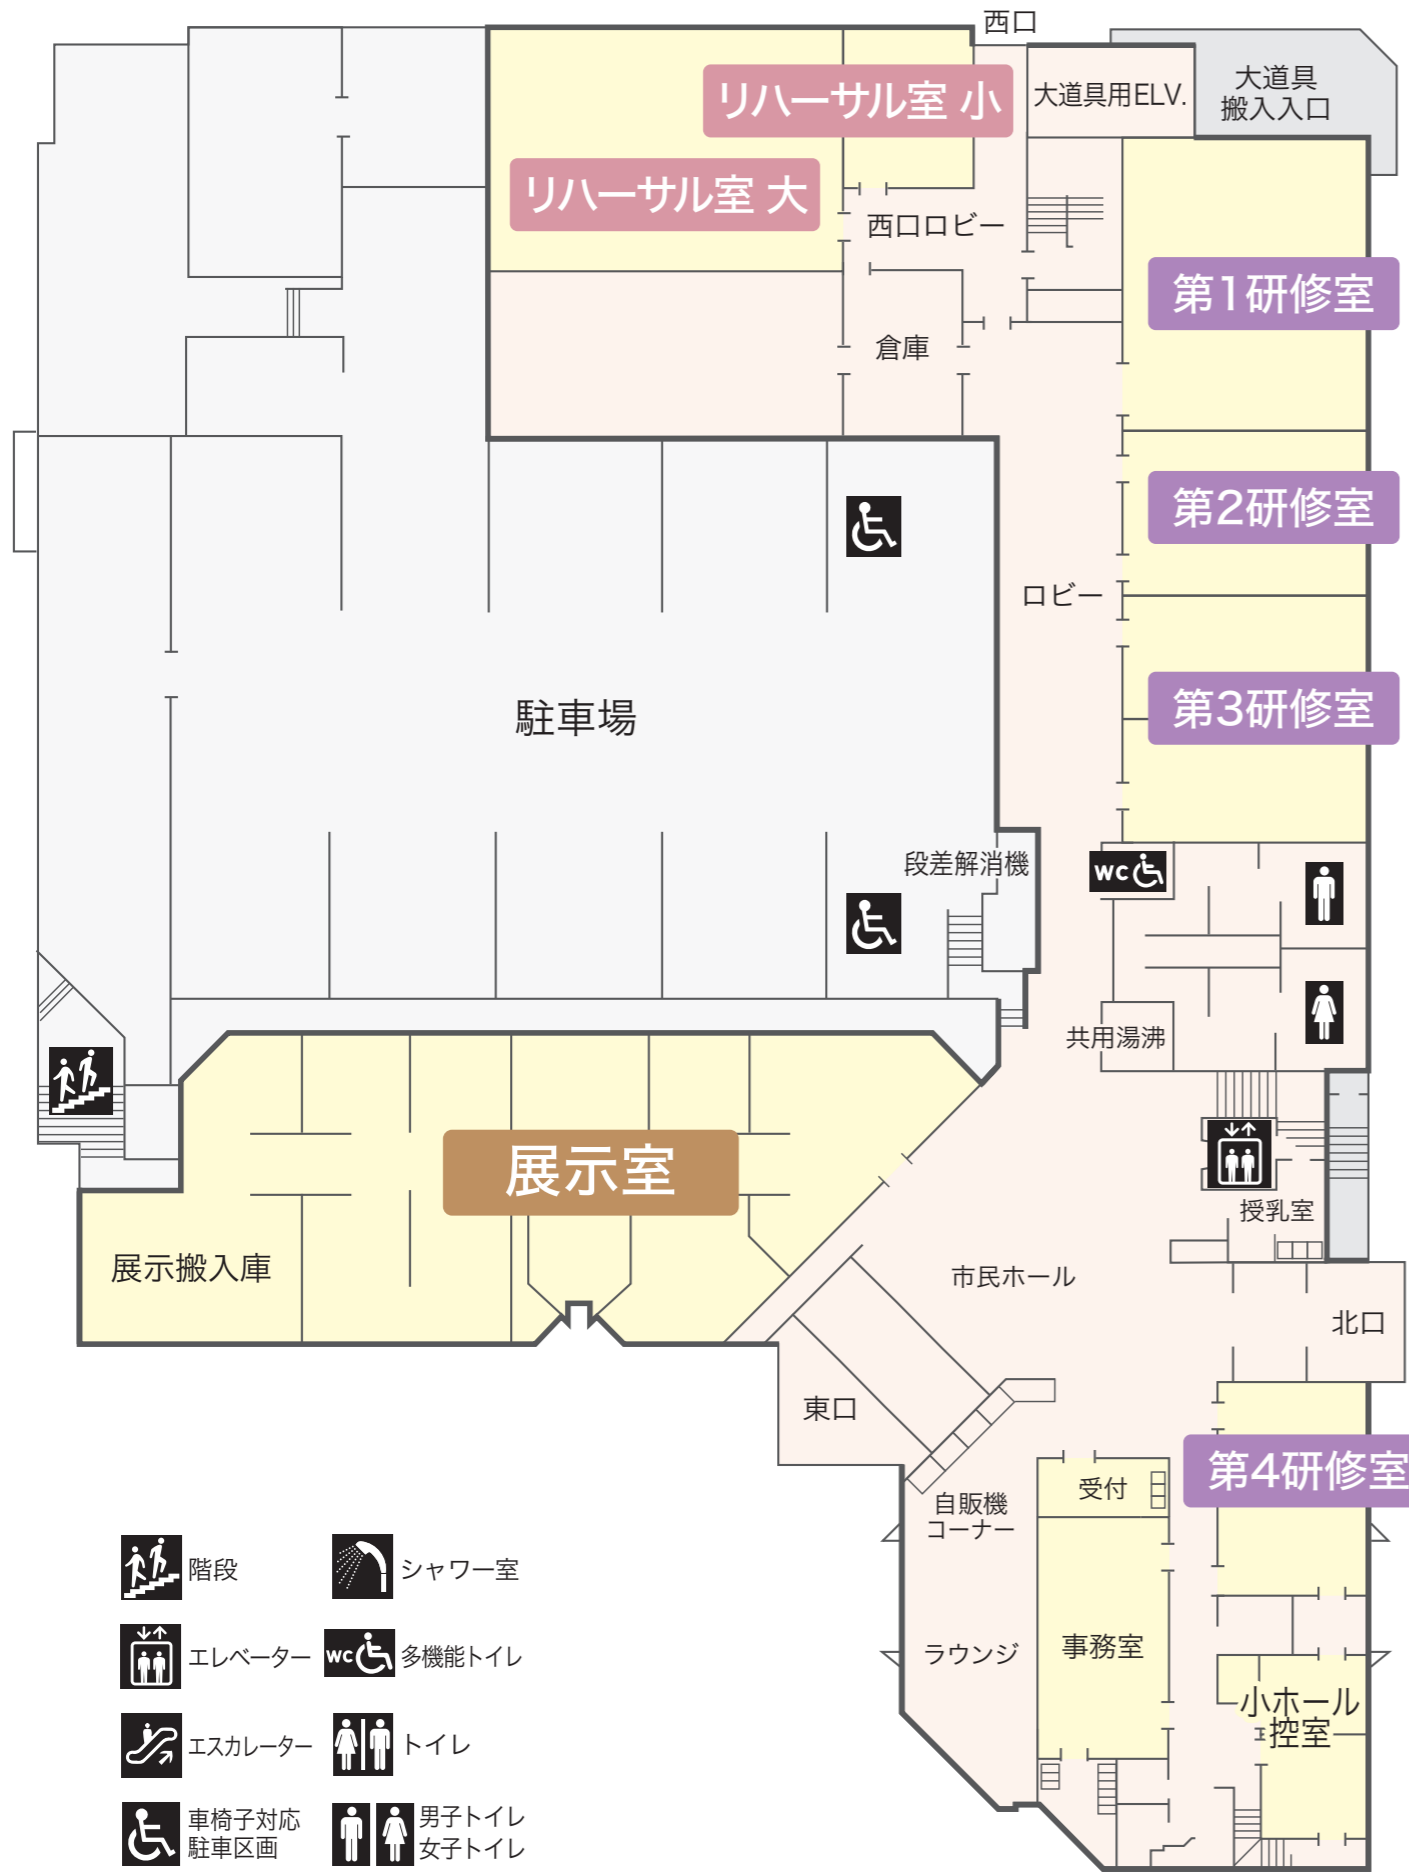 西口
大道具用ELV.
大道具
搬入入口
リハーサル室 小
リハーサル室 大
西口ロビー
第1研修室
倉庫
第2研修室
ロビー
第3研修室
駐車場
段差解消機
WC
共用湯沸
展示室
授乳室
展示搬入庫
市民ホール
北口
東口
第4研修室
受付
自販機
コーナー
ラウンジ
事務室
小ホール
控室
階段
シャワー室
エレベーター
WC
多機能トイレ
エスカレーター
トイレ
車椅子対応
駐車区画
男子トイレ
女子トイレ